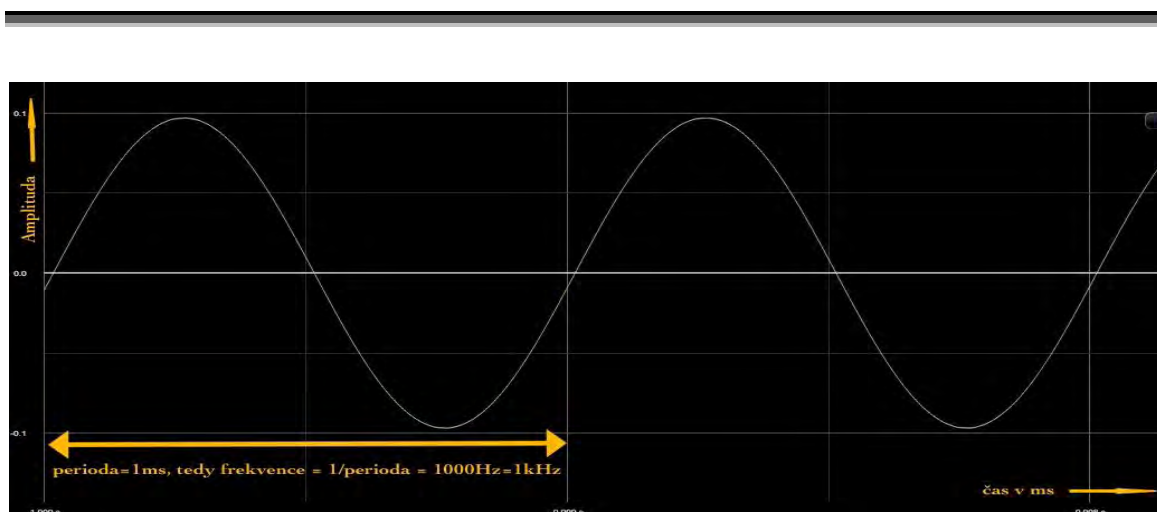 0.1
Amplituda
0.0
-0.1
perioda=1ms, tedy frekvence = 1/perioda = 1000Hz=1kHz
čas v ms